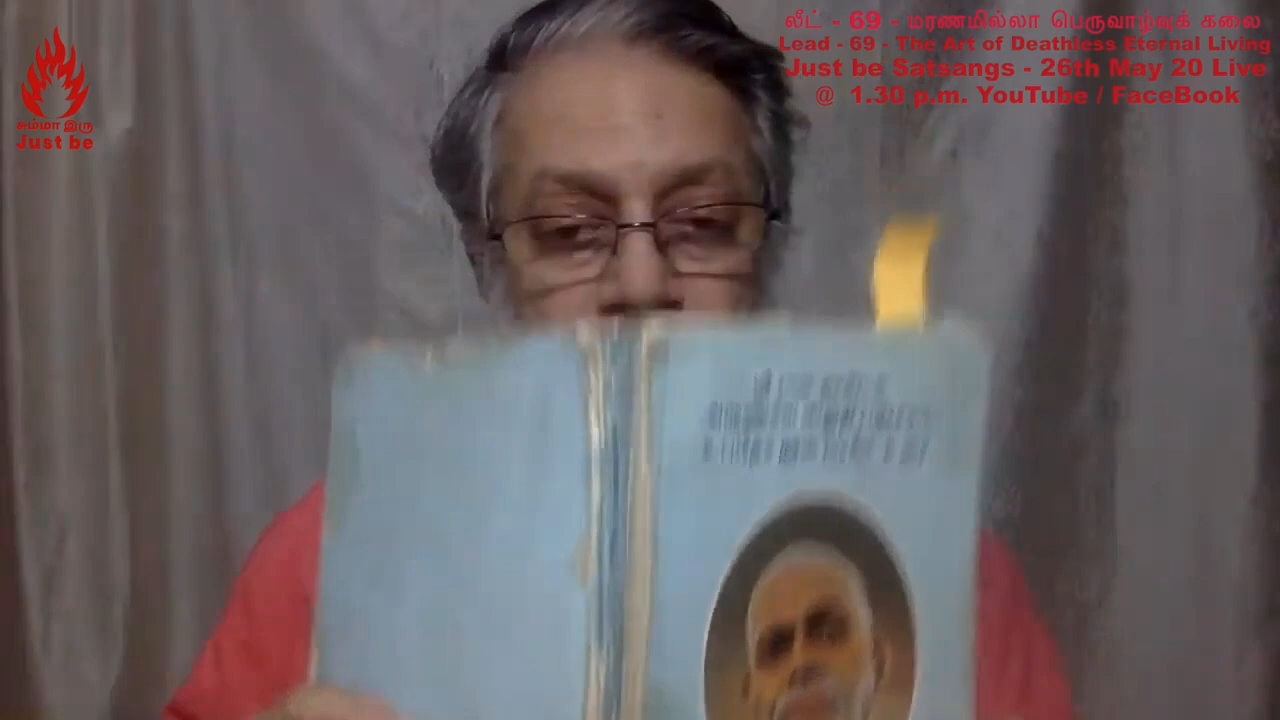 சும்மா இரு
Just be
லீட் - 69 - மரணமில்லா பெருவாழ்வுக் கலை
Lead - 69 - The Art of Deathless Eternal Living
Just be Satsangs - 26th May 20 Live
@ 1.30 p.m. YouTube / FaceBook